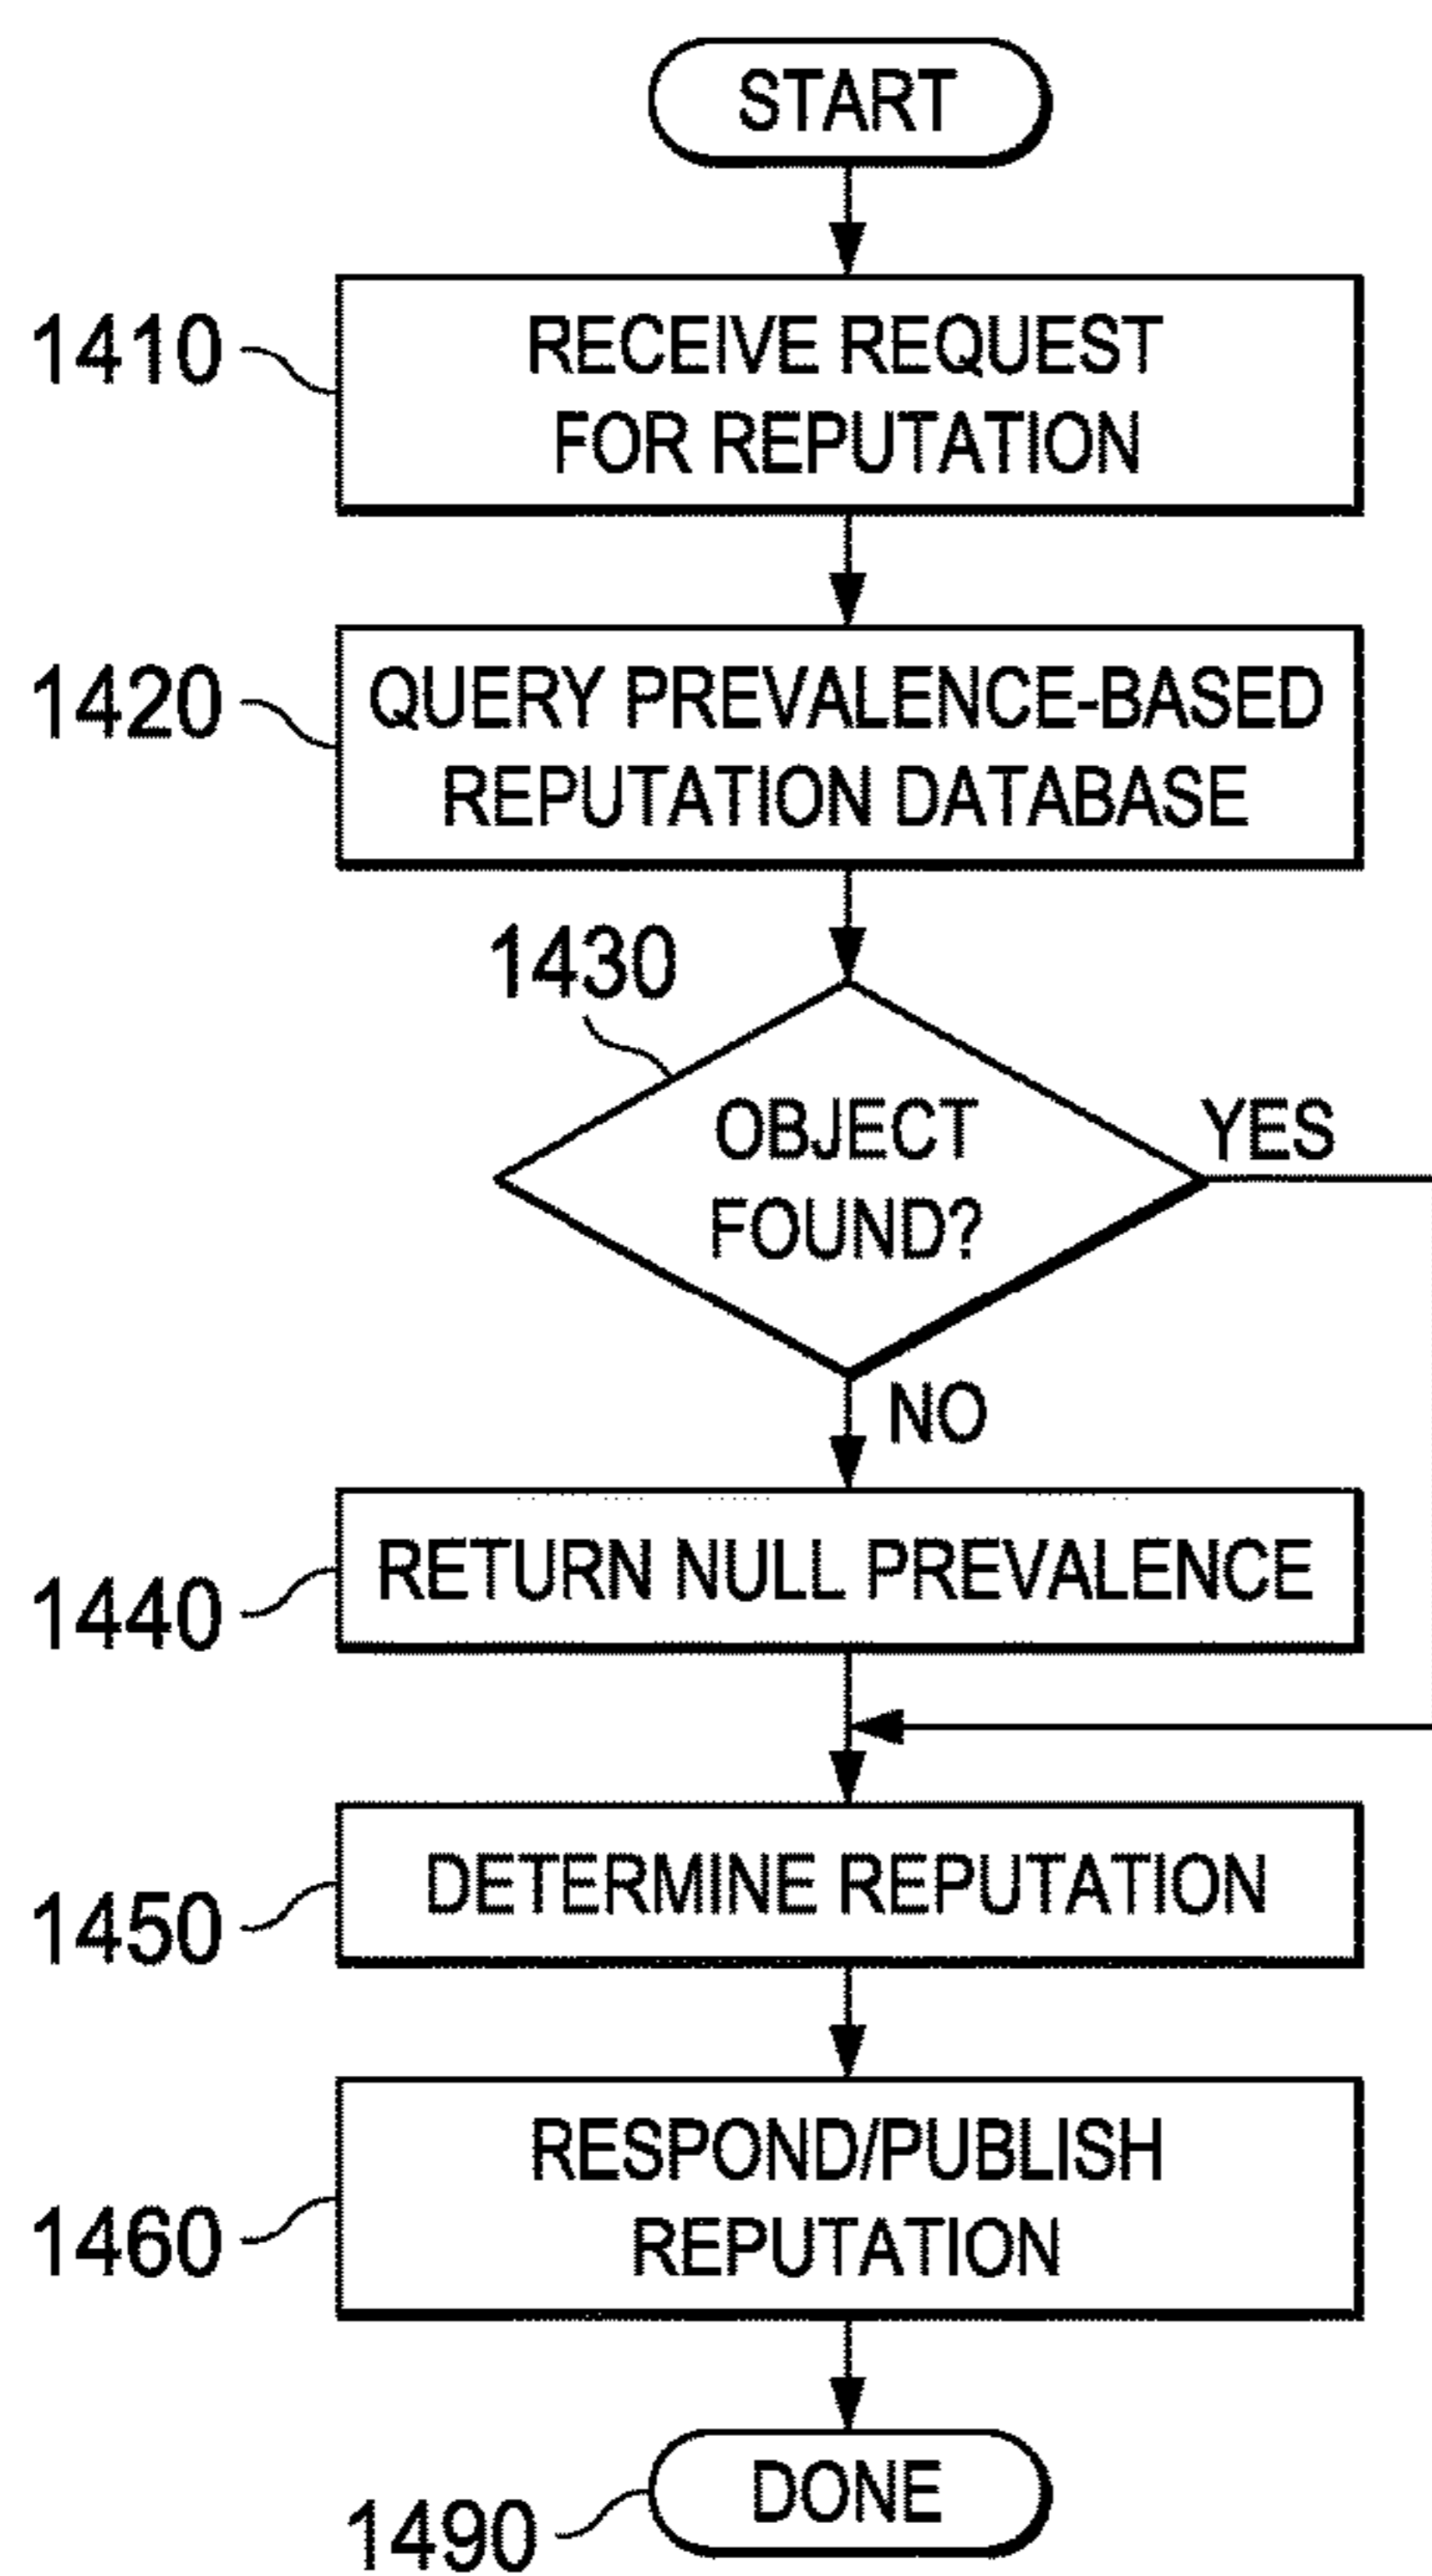 START
1410
RECEIVE REQUEST
FOR REPUTATION
1420
QUERY PREVALENCE-BASED
REPUTATION DATABASE
1430
OBJECT
FOUND?
YES
NO
1440
RETURN NULL PREVALENCE
1450
DETERMINE REPUTATION
1460
RESPOND/PUBLISH
REPUTATION
1490
DONE